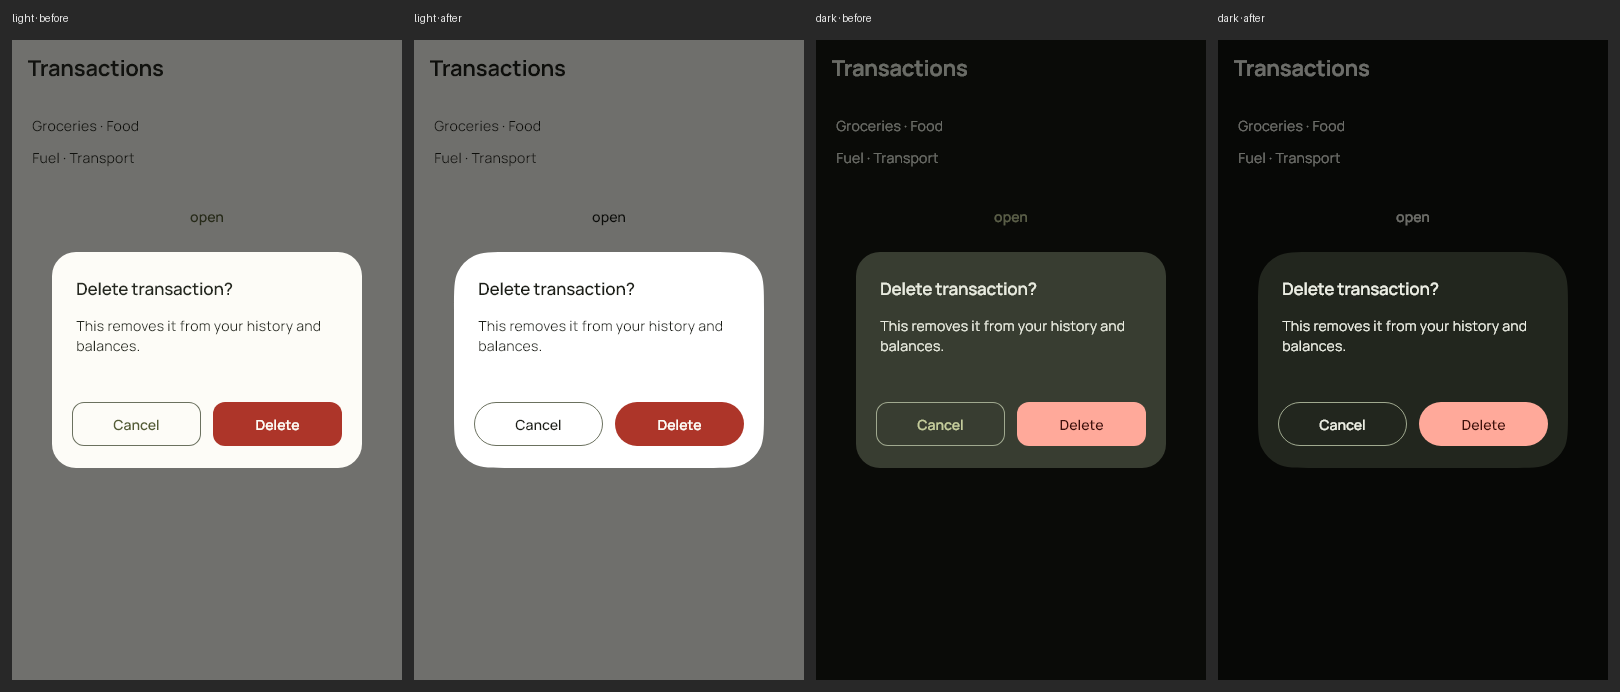 light · before
Transactions
Groceries · Food
Fuel · Transport
open
Delete transaction?
This removes it from your history and
balances.
Cancel
Delete
light · after
Transactions
Groceries · Food
Fuel · Transport
open
Delete transaction?
This removes it from your history and
balances.
Cancel
Delete
dark · before
Transactions
Groceries · Food
Fuel · Transport
open
Delete transaction?
This removes it from your history and
balances.
Cancel
Delete
dark · after
Transactions
Groceries · Food
Fuel · Transport
open
Delete transaction?
This removes it from your history and
balances.
Cancel
Delete